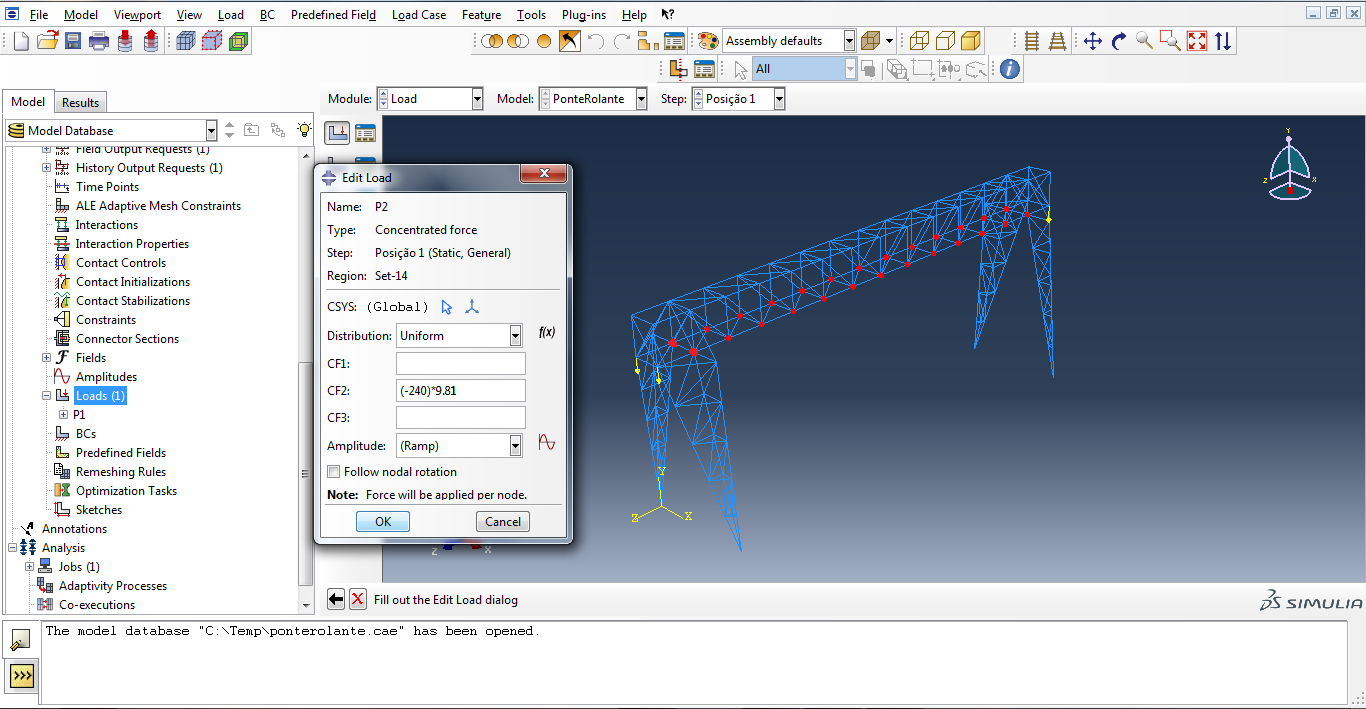 File Model Viewport View Load BC Predefined Field Load Case Feature Tools Plug-ins Help
Assembly defaults
All
Model Results
Module: Load Model: PonteRolante Step: Posição 1
Model Database
Field Output Requests (1)
History Output Requests (1)
Time Points
ALE Adaptive Mesh Constraints
Interactions
Interaction Properties
Contact Controls
Contact Initializations
Contact Stabilizations
Constraints
Connector Sections
Fields
Amplitudes
Loads (1)
P1
BCs
Predefined Fields
Remeshing Rules
Optimization Tasks
Sketches
Annotations
Analysis
Jobs (1)
Adaptivity Processes
Co-executions
Edit Load
Name: P2
Type: Concentrated force
Step: Posição 1 (Static, General)
Region: Set-14
CSYS: (Global)
Distribution: Uniform f(x)
CF1:
CF2: (-240)*9.81
CF3:
Amplitude: (Ramp)
Follow nodal rotation
Note: Force will be applied per node.
OK Cancel
Y
Z X
Y
Z X
Z X
Fill out the Edit Load dialog
SIMULIA
The model database "C:\Temp\ponterolante.cae" has been opened.
>>>